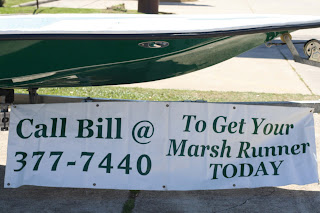 Call Bill @
377-7440
To Get Your
Marsh Runner
TODAY